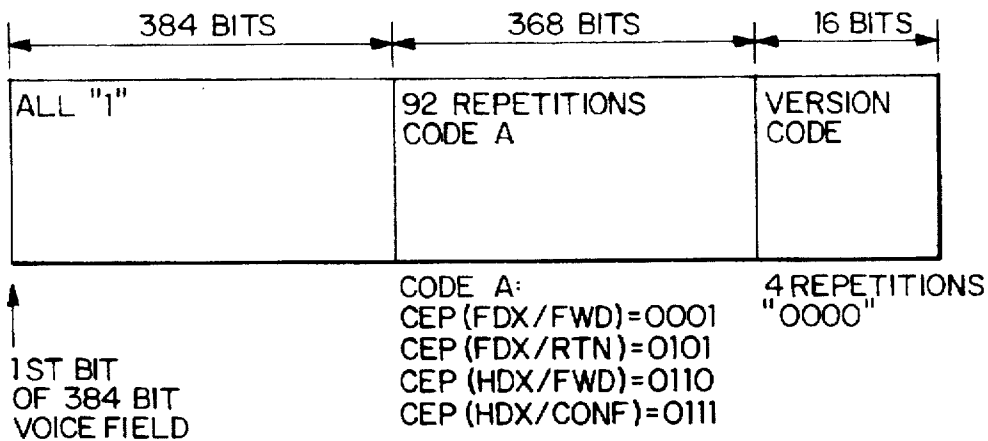 384 BITS 368 BITS 16 BITS
ALL "1"
92 REPETITIONS
CODE A
VERSION
CODE
CODE A:
CEP (FDX/FWD)=0001
CEP (FDX/RTN)=0101
CEP (HDX/FWD)=0110
CEP (HDX/CONF)=0111
4 REPETITIONS
"0000"
1ST BIT
OF 384 BIT
VOICE FIELD